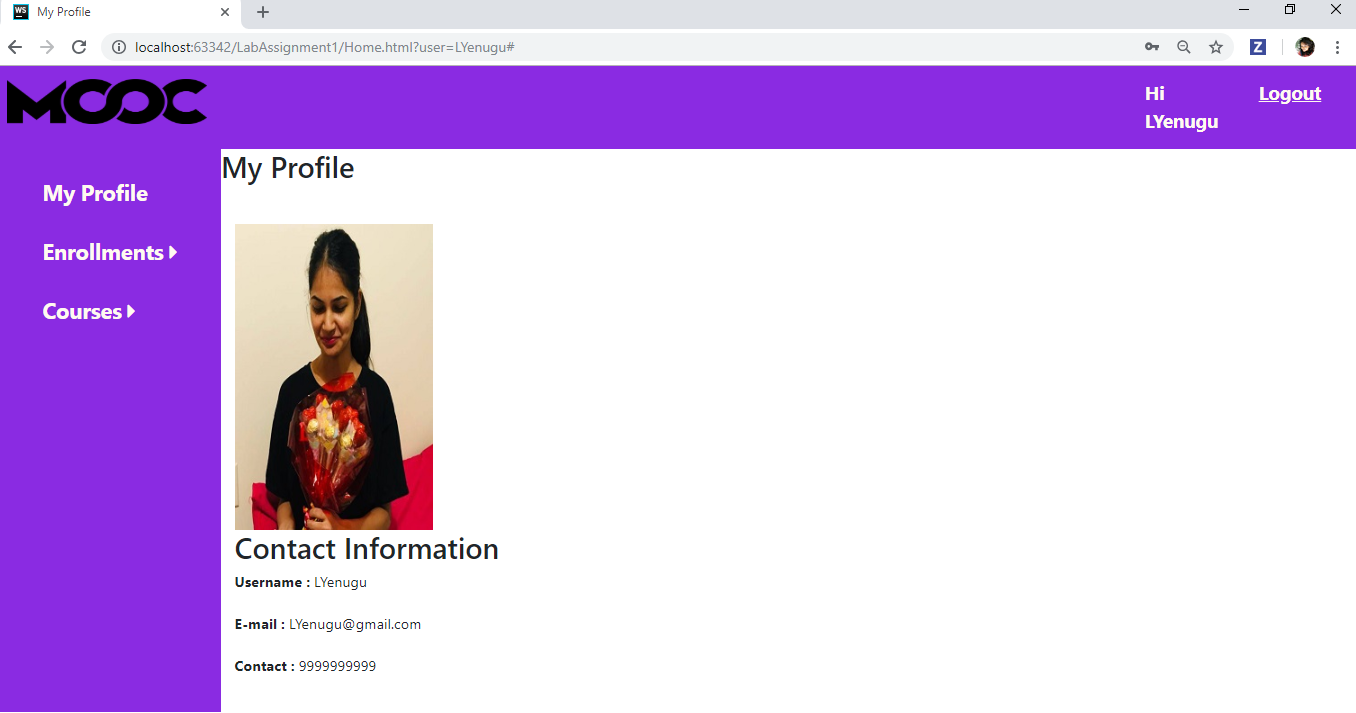 WS My Profile
localhost:63342/LabAssignment1/Home.html?user=LYenugu#
Z
MOOC
Hi
LYenugu
Logout
My Profile
Enrollments
Courses
My Profile
Contact Information
Username : LYenugu
E-mail : LYenugu@gmail.com
Contact : 9999999999